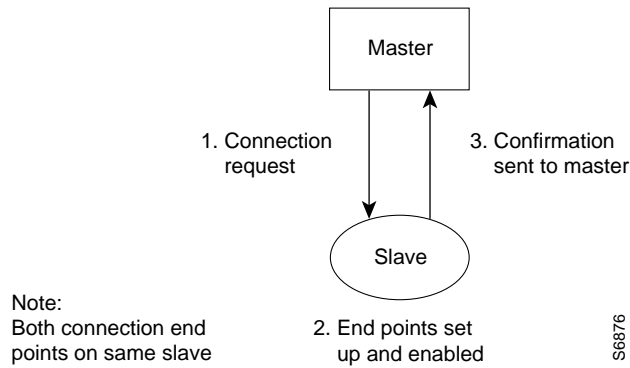 Master
1. Connection
request
3. Confirmation
sent to master
Slave
Note:
Both connection end
points on same slave
2. End points set
up and enabled
S6876